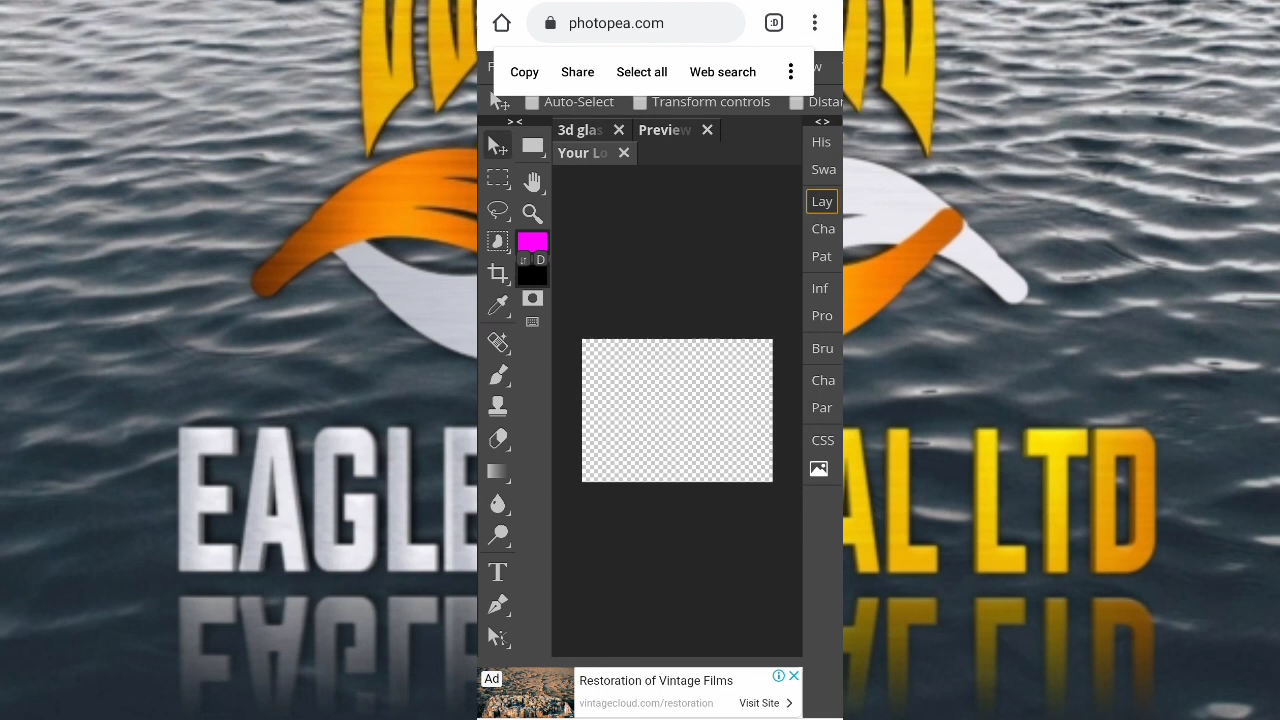 photopea.com
:D
Copy Share Select all Web search
Auto-Select Transform controls Distar
> < < >
3d glas Preview
Your Lo
His
Swa
Lay
Cha
Pat
Inf
Pro
Bru
Cha
Par
CSS
D
T
EAGLE AL LTD
Ad
Restoration of Vintage Films
vintagecloud.com/restoration Visit Site